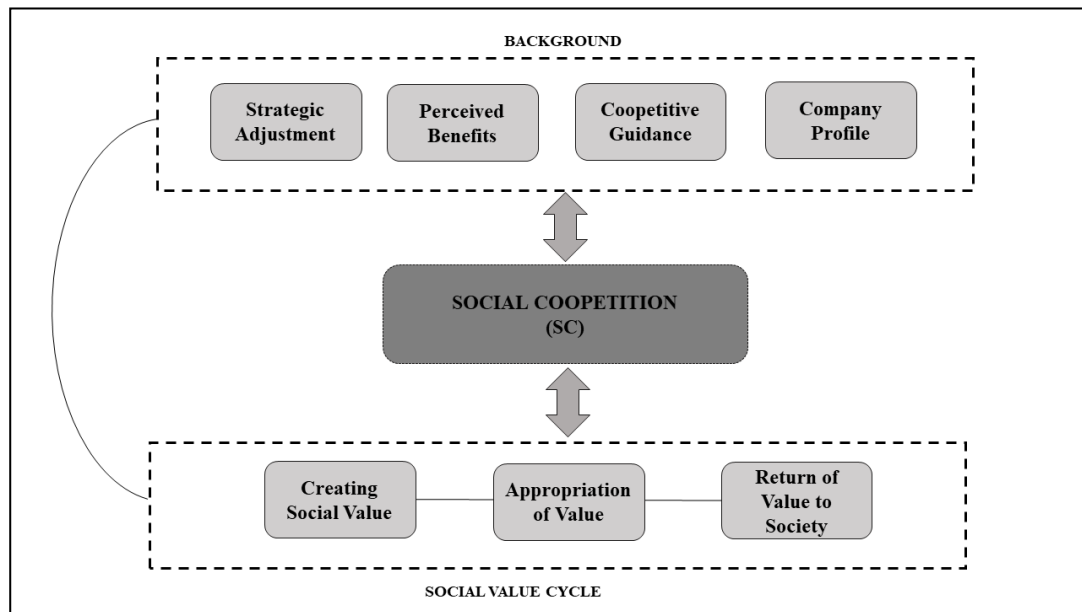 BACKGROUND
Strategic
Adjustment
Perceived
Benefits
Coopetitive
Guidance
Company
Profile
SOCIAL COOPETITION
(SC)
Creating
Social Value
Appropriation
of Value
Return of
Value to
Society
SOCIAL VALUE CYCLE